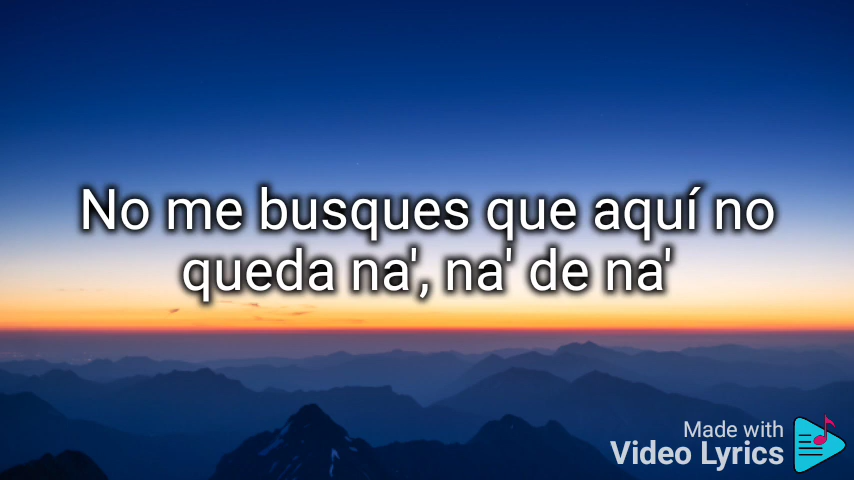 No me busques que aquí no
queda na', na' de na'
Made with
Video Lyrics